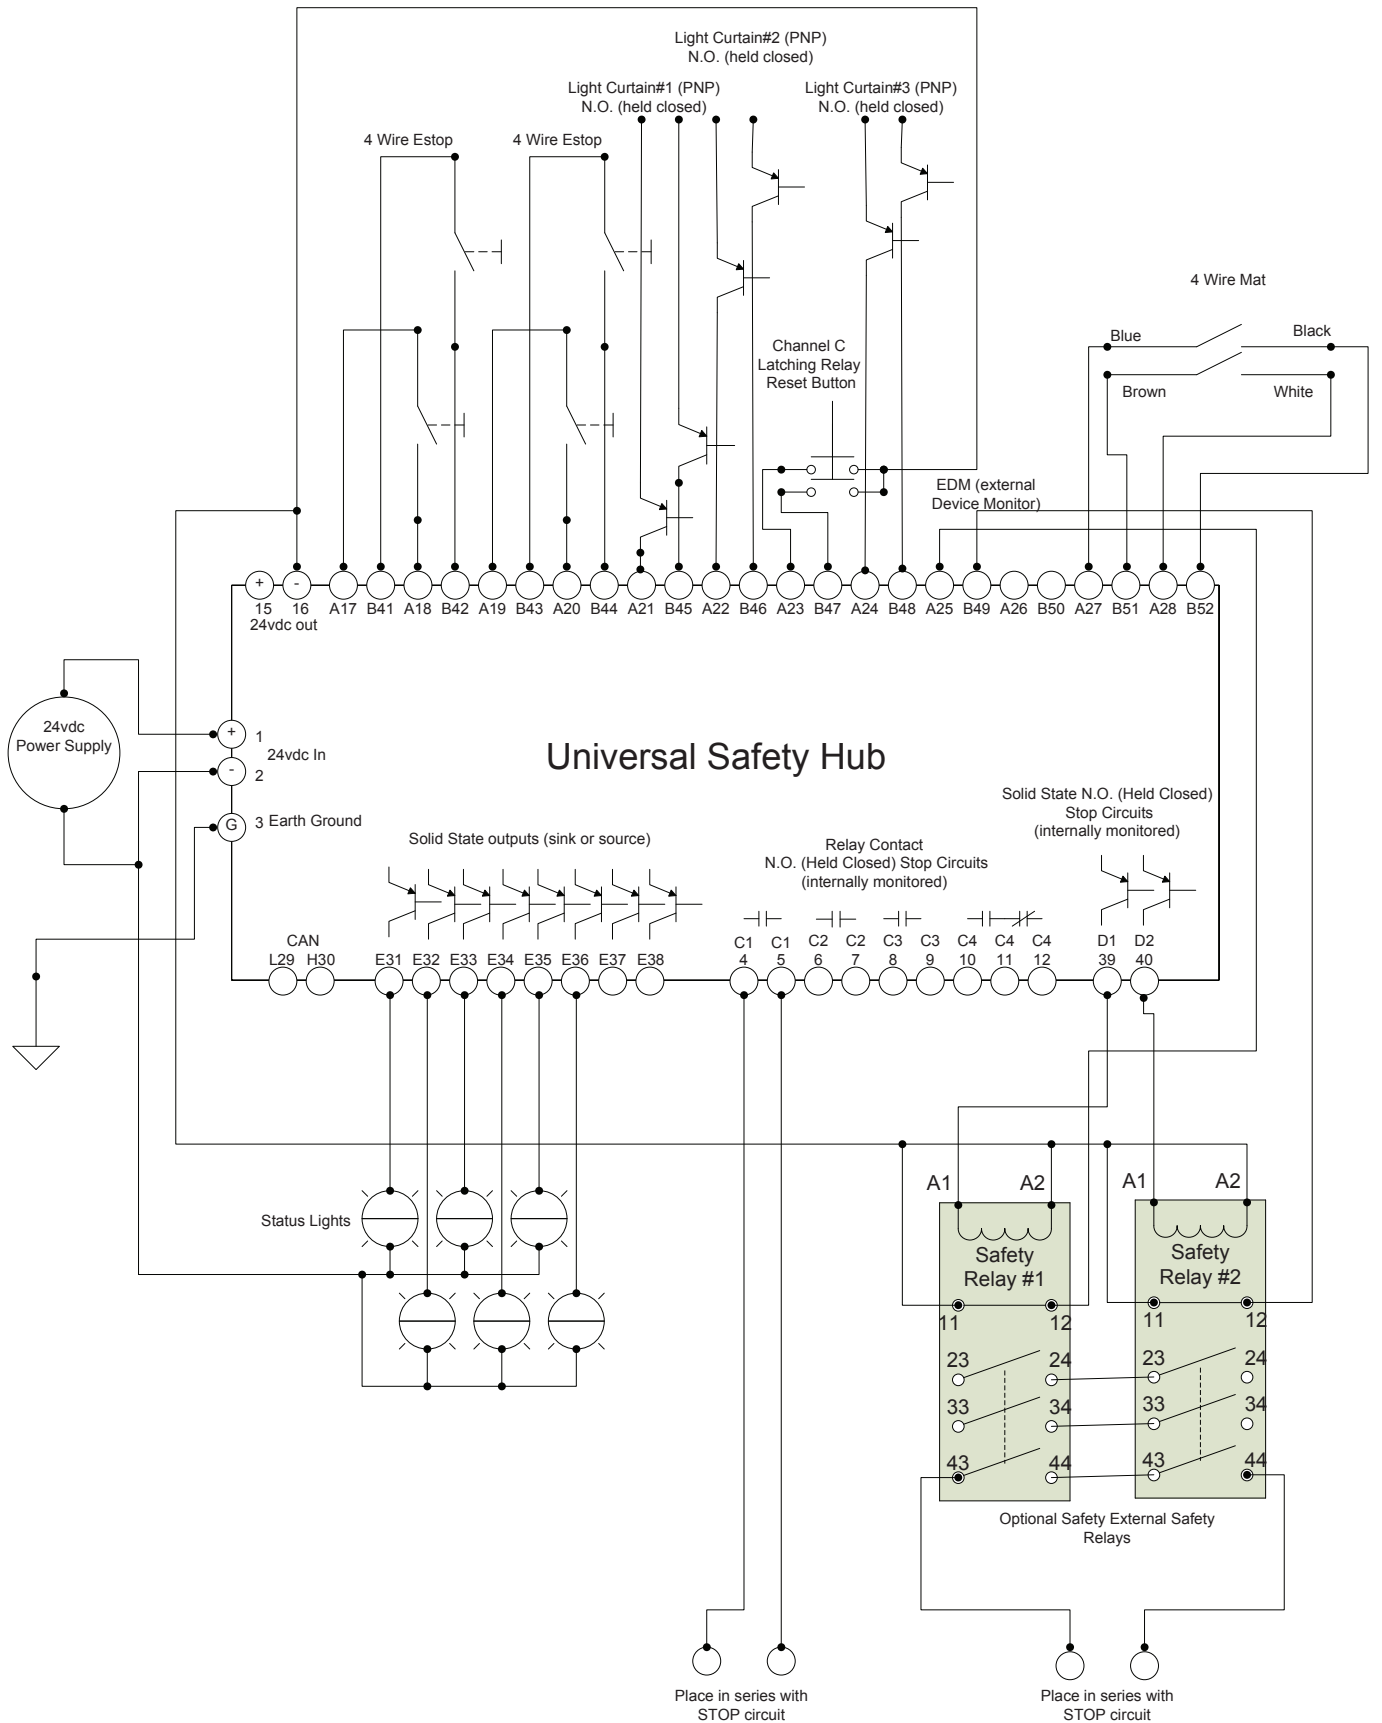 Light Curtain#2 (PNP)
N.O. (held closed)
Light Curtain#1 (PNP)
N.O. (held closed)
Light Curtain#3 (PNP)
N.O. (held closed)
4 Wire Estop
4 Wire Estop
4 Wire Mat
Blue
Black
Brown
White
Channel C
Latching Relay
Reset Button
EDM (external
Device Monitor)
+ -
15 16 A17 B41 A18 B42 A19 B43 A20 B44 A21 B45 A22 B46 A23 B47 A24 B48 A25 B49 A26 B50 A27 B51 A28 B52
24vdc out
24vdc
Power Supply
+ 1
24vdc In
- 2
G 3 Earth Ground
Universal Safety Hub
Solid State N.O. (Held Closed)
Stop Circuits
(internally monitored)
Solid State outputs (sink or source)
Relay Contact
N.O. (Held Closed) Stop Circuits
(internally monitored)
CAN
L29 H30 E31 E32 E33 E34 E35 E36 E37 E38
C1 C1 C2 C2 C3 C3 C4 C4 C4 D1 D2
4 5 6 7 8 9 10 11 12 39 40
Status Lights
A1 A2
Safety
Relay #1
11 12
23 24
33 34
43 44
A1 A2
Safety
Relay #2
11 12
23 24
33 34
43 44
Optional Safety External Safety
Relays
Place in series with
STOP circuit
Place in series with
STOP circuit